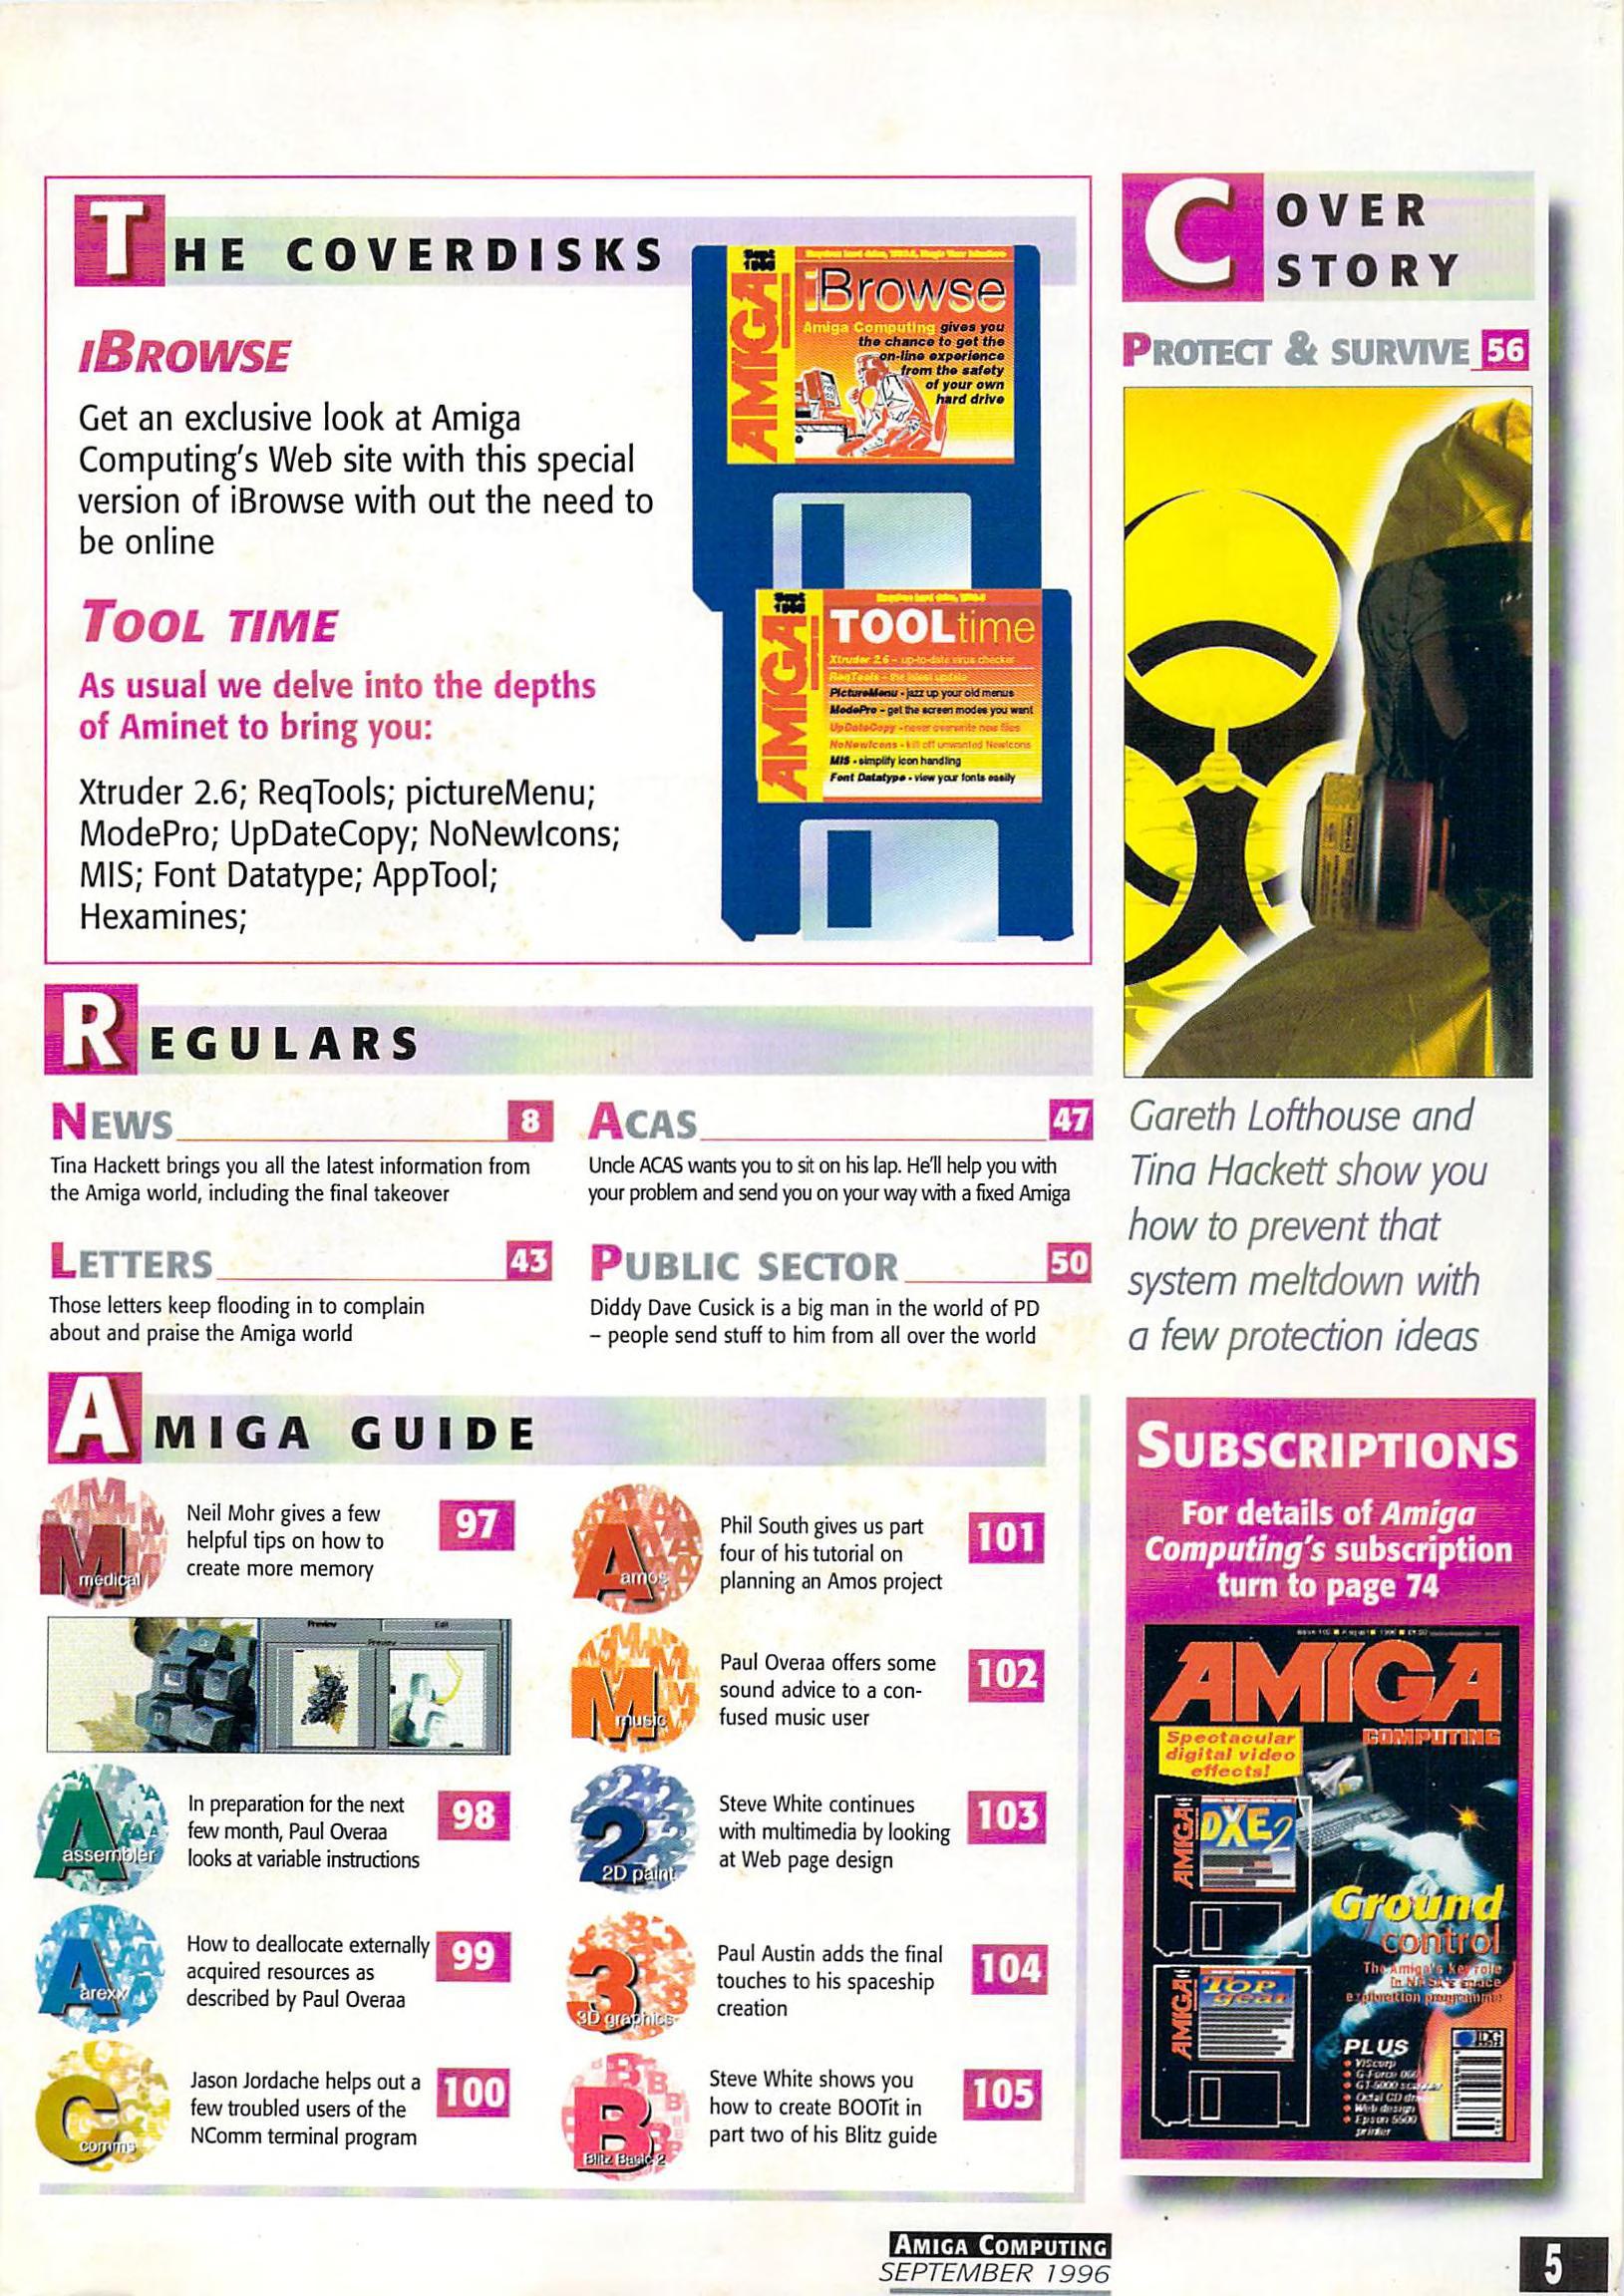 THE COVERDISKS
IBROWSE
Get an exclusive look at Amiga
Computing's Web site with this special
version of iBrowse with out the need to
be online
TOOL TIME
As usual we delve into the depths
of Aminet to bring you:
Xtruder 2.6; ReqTools; pictureMenu;
ModePro; UpDateCopy; NoNewIcons;
MIS; Font Datatype; AppTool;
Hexamines;
Sept
1996
AMIGA
iBrowse
Amiga Computing gives you
the chance to get the
on-line experience
from the safety
of your own
hard drive
Sept
1996
AMIGA
TOOLtime
Xtruder 2.6 – up-to-date virus checker
ReqTools – the latest update
PictureMenu - jazz up your old menus
ModePro – get the screen modes you want
UpDateCopy - never overwrite new files
NoNewIcons - kill off unwanted NewIcons
MIS - simplify icon handling
Font Datatype - view your fonts easily
COVER
STORY
PROTECT & SURVIVE 56
Gareth Lofthouse and
Tina Hackett show you
how to prevent that
system meltdown with
a few protection ideas
REGULARS
NEWS 8
Tina Hackett brings you all the latest information from
the Amiga world, including the final takeover
LETTERS 43
Those letters keep flooding in to complain
about and praise the Amiga world
ACAS 47
Uncle ACAS wants you to sit on his lap. He'll help you with
your problem and send you on your way with a fixed Amiga
PUBLIC SECTOR 50
Diddy Dave Cusick is a big man in the world of PD
– people send stuff to him from all over the world
AMIGA GUIDE
medical
Neil Mohr gives a few
helpful tips on how to
create more memory
97
Preview
Edit
Preview
assembler
In preparation for the next
few month, Paul Overaa
looks at variable instructions
98
arexx
How to deallocate externally
acquired resources as
described by Paul Overaa
99
comms
Jason Jordache helps out a
few troubled users of the
NComm terminal program
100
amos
Phil South gives us part
four of his tutorial on
planning an Amos project
101
music
Paul Overaa offers some
sound advice to a con-
fused music user
102
2D paint
Steve White continues
with multimedia by looking
at Web page design
103
3D graphics
Paul Austin adds the final
touches to his spaceship
creation
104
Blitz Basic 2
Steve White shows you
how to create BOOTit in
part two of his Blitz guide
105
SUBSCRIPTIONS
For details of Amiga
Computing's subscription
turn to page 74
AMIGA
COMPUTING
Spectacular
digital video
effects!
AMIGA
DXE2
AMIGA
TOP
gear
Ground
control
The Amiga's key role
in NASA's space
exploration programme
PLUS
VIScorp
G-Force 060
GT-5000 scanner
Octal CD
Web design
Epson 5500
printer
IDG
AMIGA COMPUTING
SEPTEMBER 1996
5